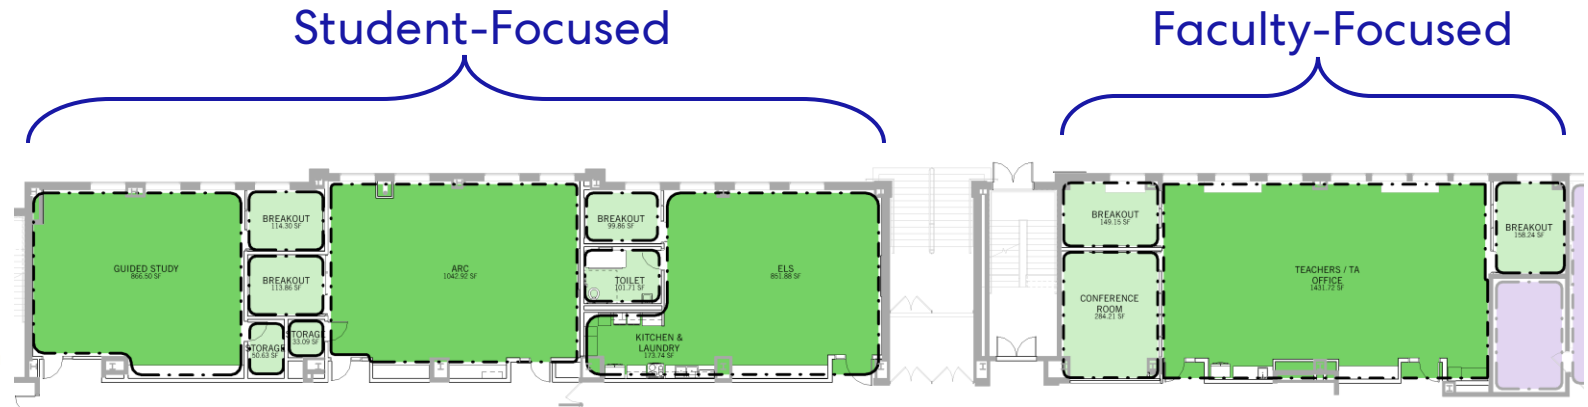 Student-Focused
Faculty-Focused
GUIDED STUDY
866.50 SF
BREAKOUT
114.30 SF
BREAKOUT
113.86 SF
STORAGE
50.63 SF
STORAGE
33.09 SF
ARC
1042.92 SF
BREAKOUT
99.86 SF
TOILET
101.71 SF
ELS
851.88 SF
KITCHEN &
LAUNDRY
173.74 SF
BREAKOUT
149.15 SF
CONFERENCE
ROOM
284.21 SF
TEACHERS / TA
OFFICE
1431.72 SF
BREAKOUT
158.24 SF